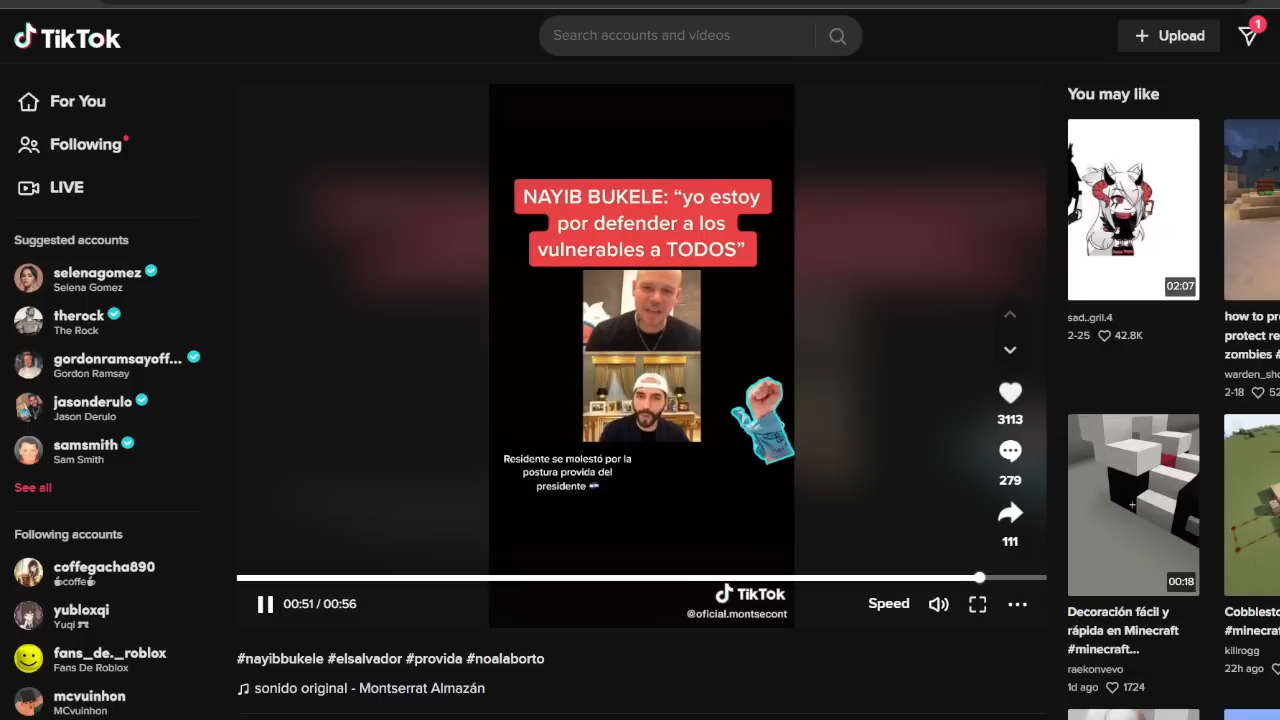 TikTok
Search accounts and videos
Upload
1
For You
Following
LIVE
Suggested accounts
selenagomez
Selena Gomez
therock
The Rock
gordonramsayoff...
Gordon Ramsay
jasonderulo
Jason Derulo
samsmith
Sam Smith
See all
Following accounts
coffegacha890
☕coffe☕
yubloxqi
Yuqi
fans_de._roblox
Fans De Roblox
mcvuinhon
MCvuinhon
NAYIB BUKELE: “yo estoy
por defender a los
vulnerables a TODOS”
Residente se molestó por la
postura provida del
presidente 🇸🇻
3113
279
111
00:51 / 00:56
TikTok
@oficial.montsecont
Speed
#nayibbukele #elsalvador #provida #noalaborto
sonido original - Montserrat Almazán
You may like
02:07
sad..gril.4
2-25 42.8K
how to pr
protect re
zombies #
warden_sho
2-18 52
00:18
Decoración fácil y
rápida en Minecraft
#minecraft...
raekonvevo
1d ago 1724
Cobblesto
#minecraf
killrogg
22h ago